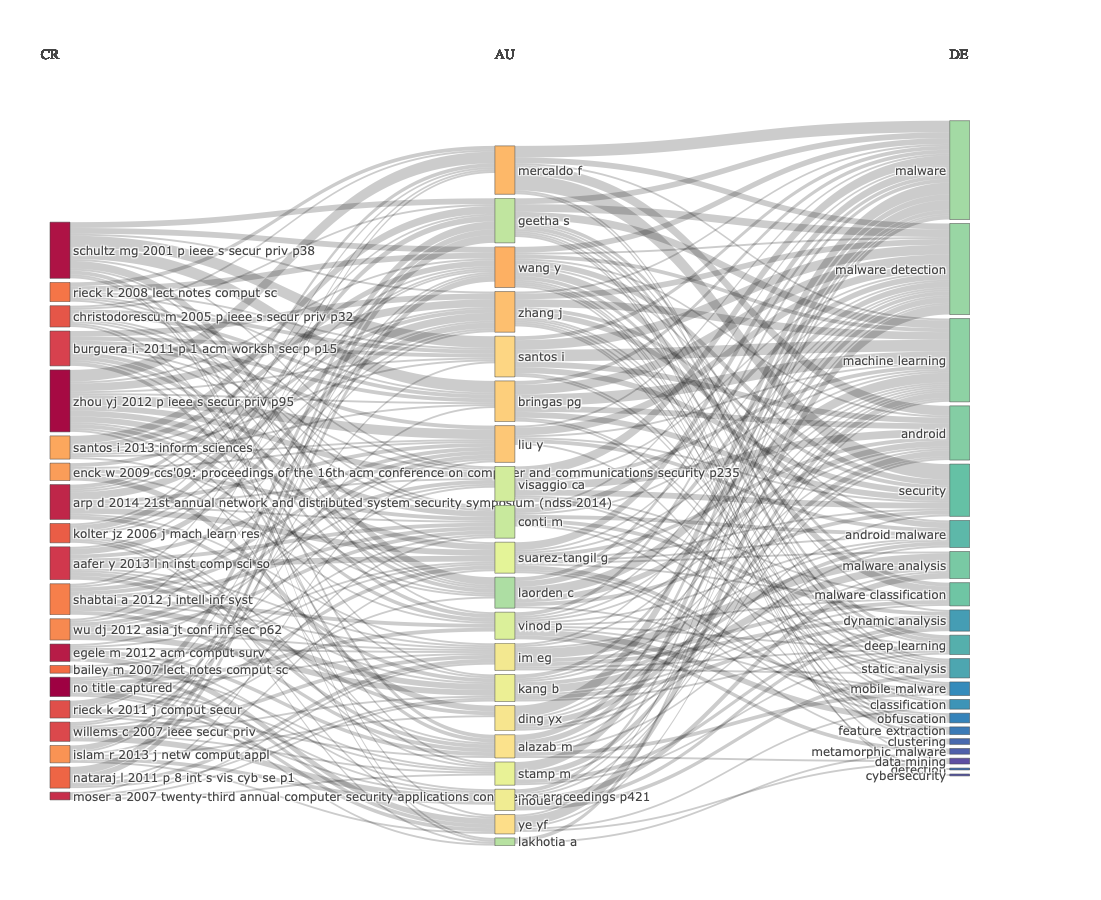 CR
AU
DE
schultz mg 2001 p ieee s secur priv p38
rieck k 2008 lect notes comput sc
christodorescu m 2005 p ieee s secur priv p32
burguera i. 2011 p 1 acm worksh sec p p15
zhou yj 2012 p ieee s secur priv p95
santos i 2013 inform sciences
enck w 2009 ccs'09: proceedings of the 16th acm conference on computer and communications security p235
arp d 2014 21st annual network and distributed system security symposium (ndss 2014)
kolter jz 2006 j mach learn res
aafer y 2013 l n inst comp sci so
shabtai a 2012 j intell inf syst
wu dj 2012 asia jt conf inf sec p62
egele m 2012 acm comput surv
bailey m 2007 lect notes comput sc
no title captured
rieck k 2011 j comput secur
willems c 2007 ieee secur priv
islam r 2013 j netw comput appl
nataraj l 2011 p 8 int s vis cyb se p1
moser a 2007 twenty-third annual computer security applications conference proceedings p421
mercaldo f
geetha s
wang y
zhang j
santos i
bringas pg
liu y
visaggio ca
conti m
suarez-tangil g
laorden c
vinod p
im eg
kang b
ding yx
alazab m
stamp m
inoue d
ye yf
lakhotia a
malware
malware detection
machine learning
android
security
android malware
malware analysis
malware classification
dynamic analysis
deep learning
static analysis
mobile malware
classification
obfuscation
feature extraction
clustering
metamorphic malware
data mining
detection
cybersecurity